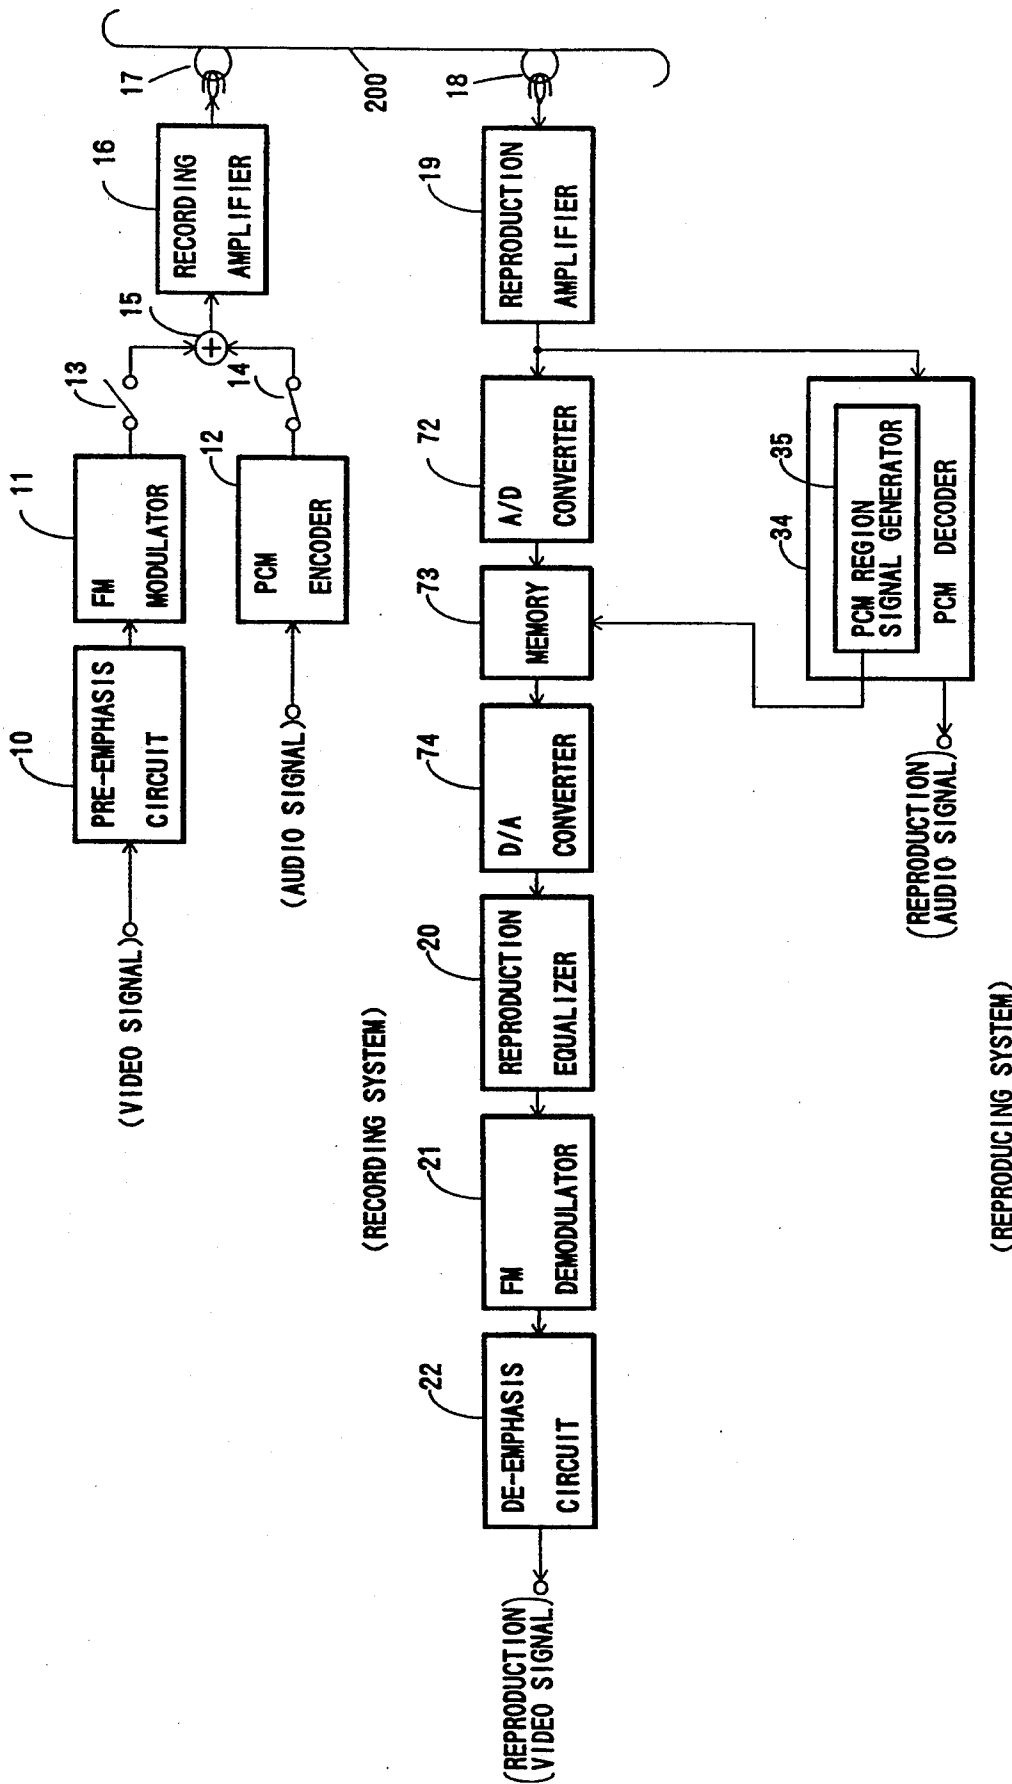 10
PRE-EMPHASIS
CIRCUIT
11
FM
MODULATOR
(VIDEO SIGNAL)
12
PCM
ENCODER
(AUDIO SIGNAL)
13
14
15
+
16
RECORDING
AMPLIFIER
17
200
(RECORDING SYSTEM)
18
19
REPRODUCTION
AMPLIFIER
72
A/D
CONVERTER
73
MEMORY
74
D/A
CONVERTER
20
REPRODUCTION
EQUALIZER
21
FM
DEMODULATOR
22
DE-EMPHASIS
CIRCUIT
(REPRODUCTION
VIDEO SIGNAL)
34
35
PCM REGION
SIGNAL GENERATOR
PCM DECODER
(REPRODUCTION
AUDIO SIGNAL)
(REPRODUCING SYSTEM)